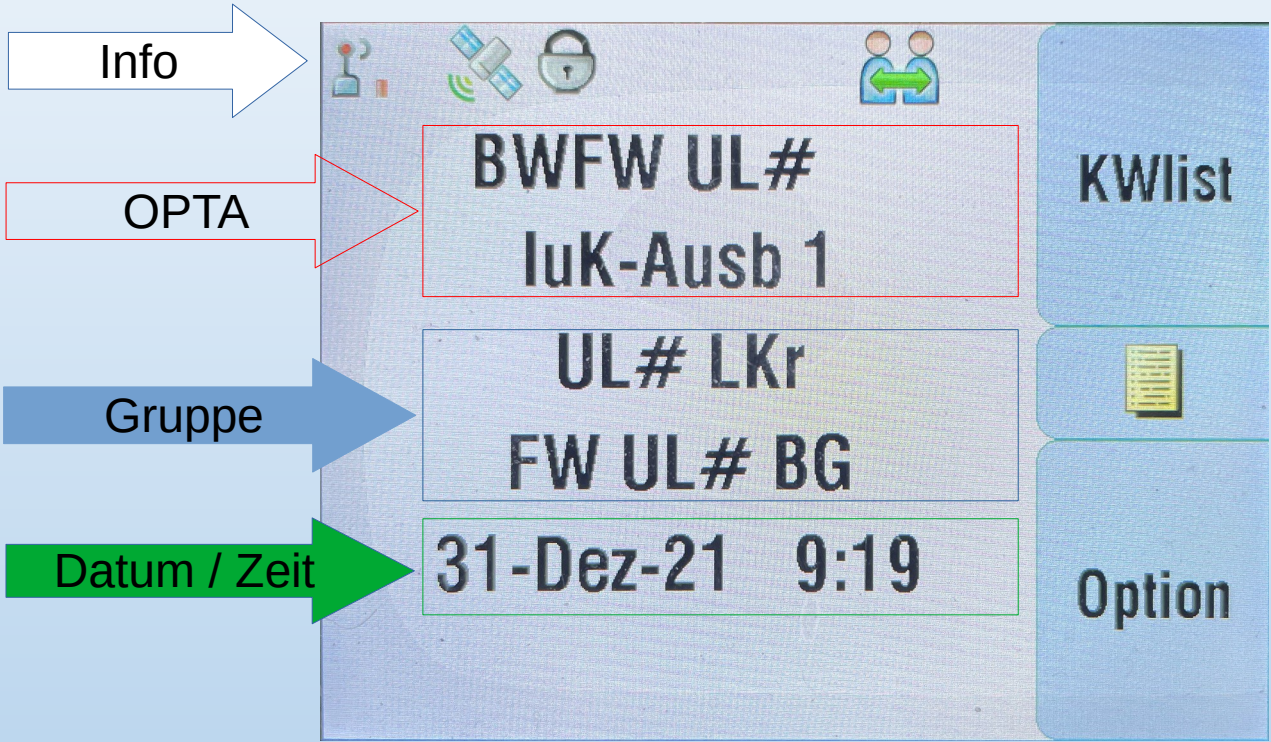 Info
OPTA
BWFW UL#
IuK-Ausb 1
KWlist
Gruppe
UL# LKr
FW UL# BG
Datum / Zeit
31-Dez-21 9:19
Option